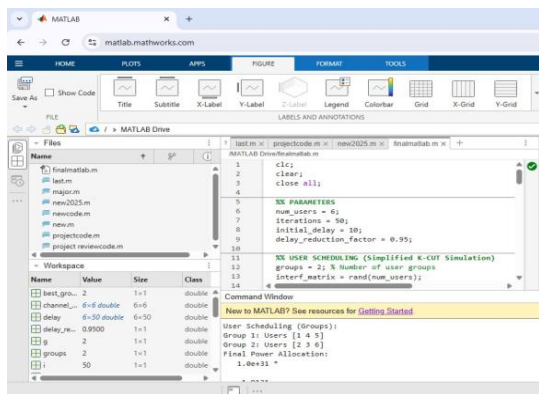 MATLAB
matlab.mathworks.com
HOME PLOTS APPS FIGURE FORMAT TOOLS
Save As
Show Code
Title Subtitle X-Label Y-Label Z-Label Legend Colorbar Grid X-Grid Y-Grid
FILE LABELS AND ANNOTATIONS
/ > MATLAB Drive
Files
Name
finalmatlab.m
last.m
major.m
new2025.m
newcode.m
new.m
projectcode.m
project reviewcode.m
Workspace
Name Value Size Class
best_gro... 2 1×1 double
channel_... 6×6 double 6×6 double
delay 6×50 double 6×50 double
delay_re... 0.9500 1×1 double
g 2 1×1 double
groups 2 1×1 double
i 50 1×1 double
last.m × projectcode.m × new2025.m × finalmatlab.m × +
/MATLAB Drive/finalmatlab.m
1 clc;
2 clear;
3 close all;
4
5 %% PARAMETERS
6 num_users = 6;
7 iterations = 50;
8 initial_delay = 10;
9 delay_reduction_factor = 0.95;
10
11 %% USER SCHEDULING (Simplified K-CUT Simulation)
12 groups = 2; % Number of user groups
13 interf_matrix = rand(num_users);
14
Command Window
New to MATLAB? See resources for Getting Started.
User Scheduling (Groups):
Group 1: Users [1 4 5]
Group 2: Users [2 3 6]
Final Power Allocation:
1.0e+31 *